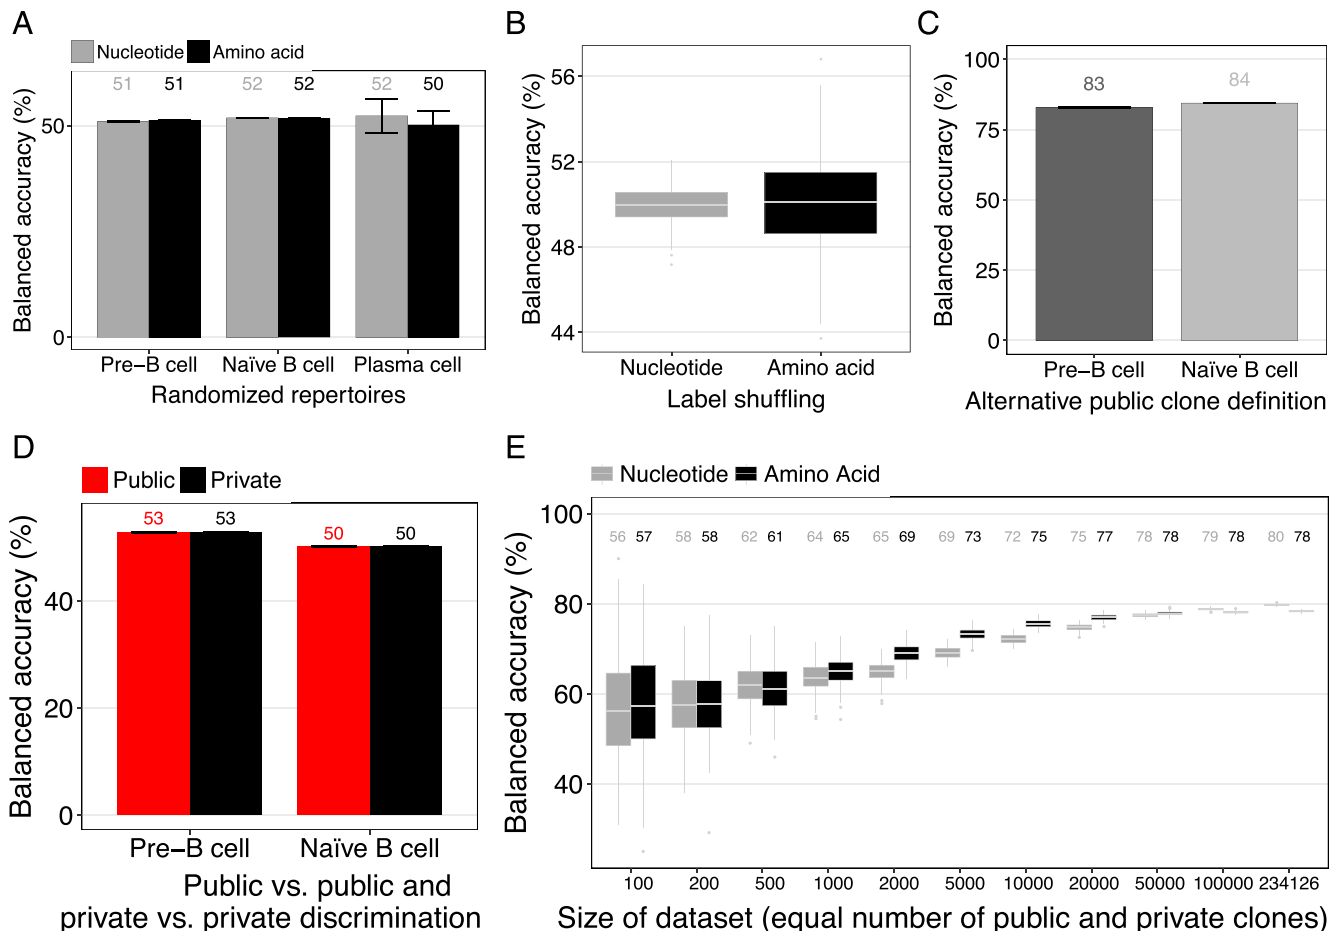 A
Nucleotide Amino acid
51 51 52 52 52 50
50
0
Balanced accuracy (%)
Pre−B cell Naïve B cell Plasma cell
Randomized repertoires
B
56
52
48
44
Balanced accuracy (%)
Nucleotide Amino acid
Label shuffling
C
83 84
100
75
50
25
0
Balanced accuracy (%)
Pre−B cell Naïve B cell
Alternative public clone definition
D
Public Private
53 53 50 50
40
20
0
Balanced accuracy (%)
Pre−B cell Naïve B cell
Public vs. public and
private vs. private discrimination
E
Nucleotide Amino Acid
56 57 58 58 62 61 64 65 65 69 69 73 72 75 75 77 78 78 79 78 80 78
100
80
60
40
Balanced accuracy (%)
100 200 500 1000 2000 5000 10000 20000 50000 100000 234126
Size of dataset (equal number of public and private clones)